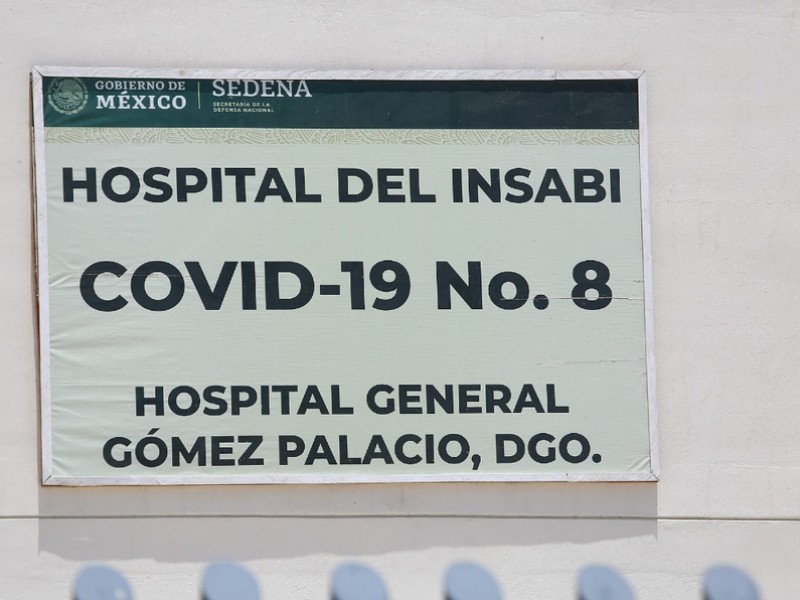 GOBIERNO DE
MÉXICO
SEDENA
SECRETARÍA DE LA
DEFENSA NACIONAL
HOSPITAL DEL INSABI
COVID-19 No. 8
HOSPITAL GENERAL
GÓMEZ PALACIO, DGO.